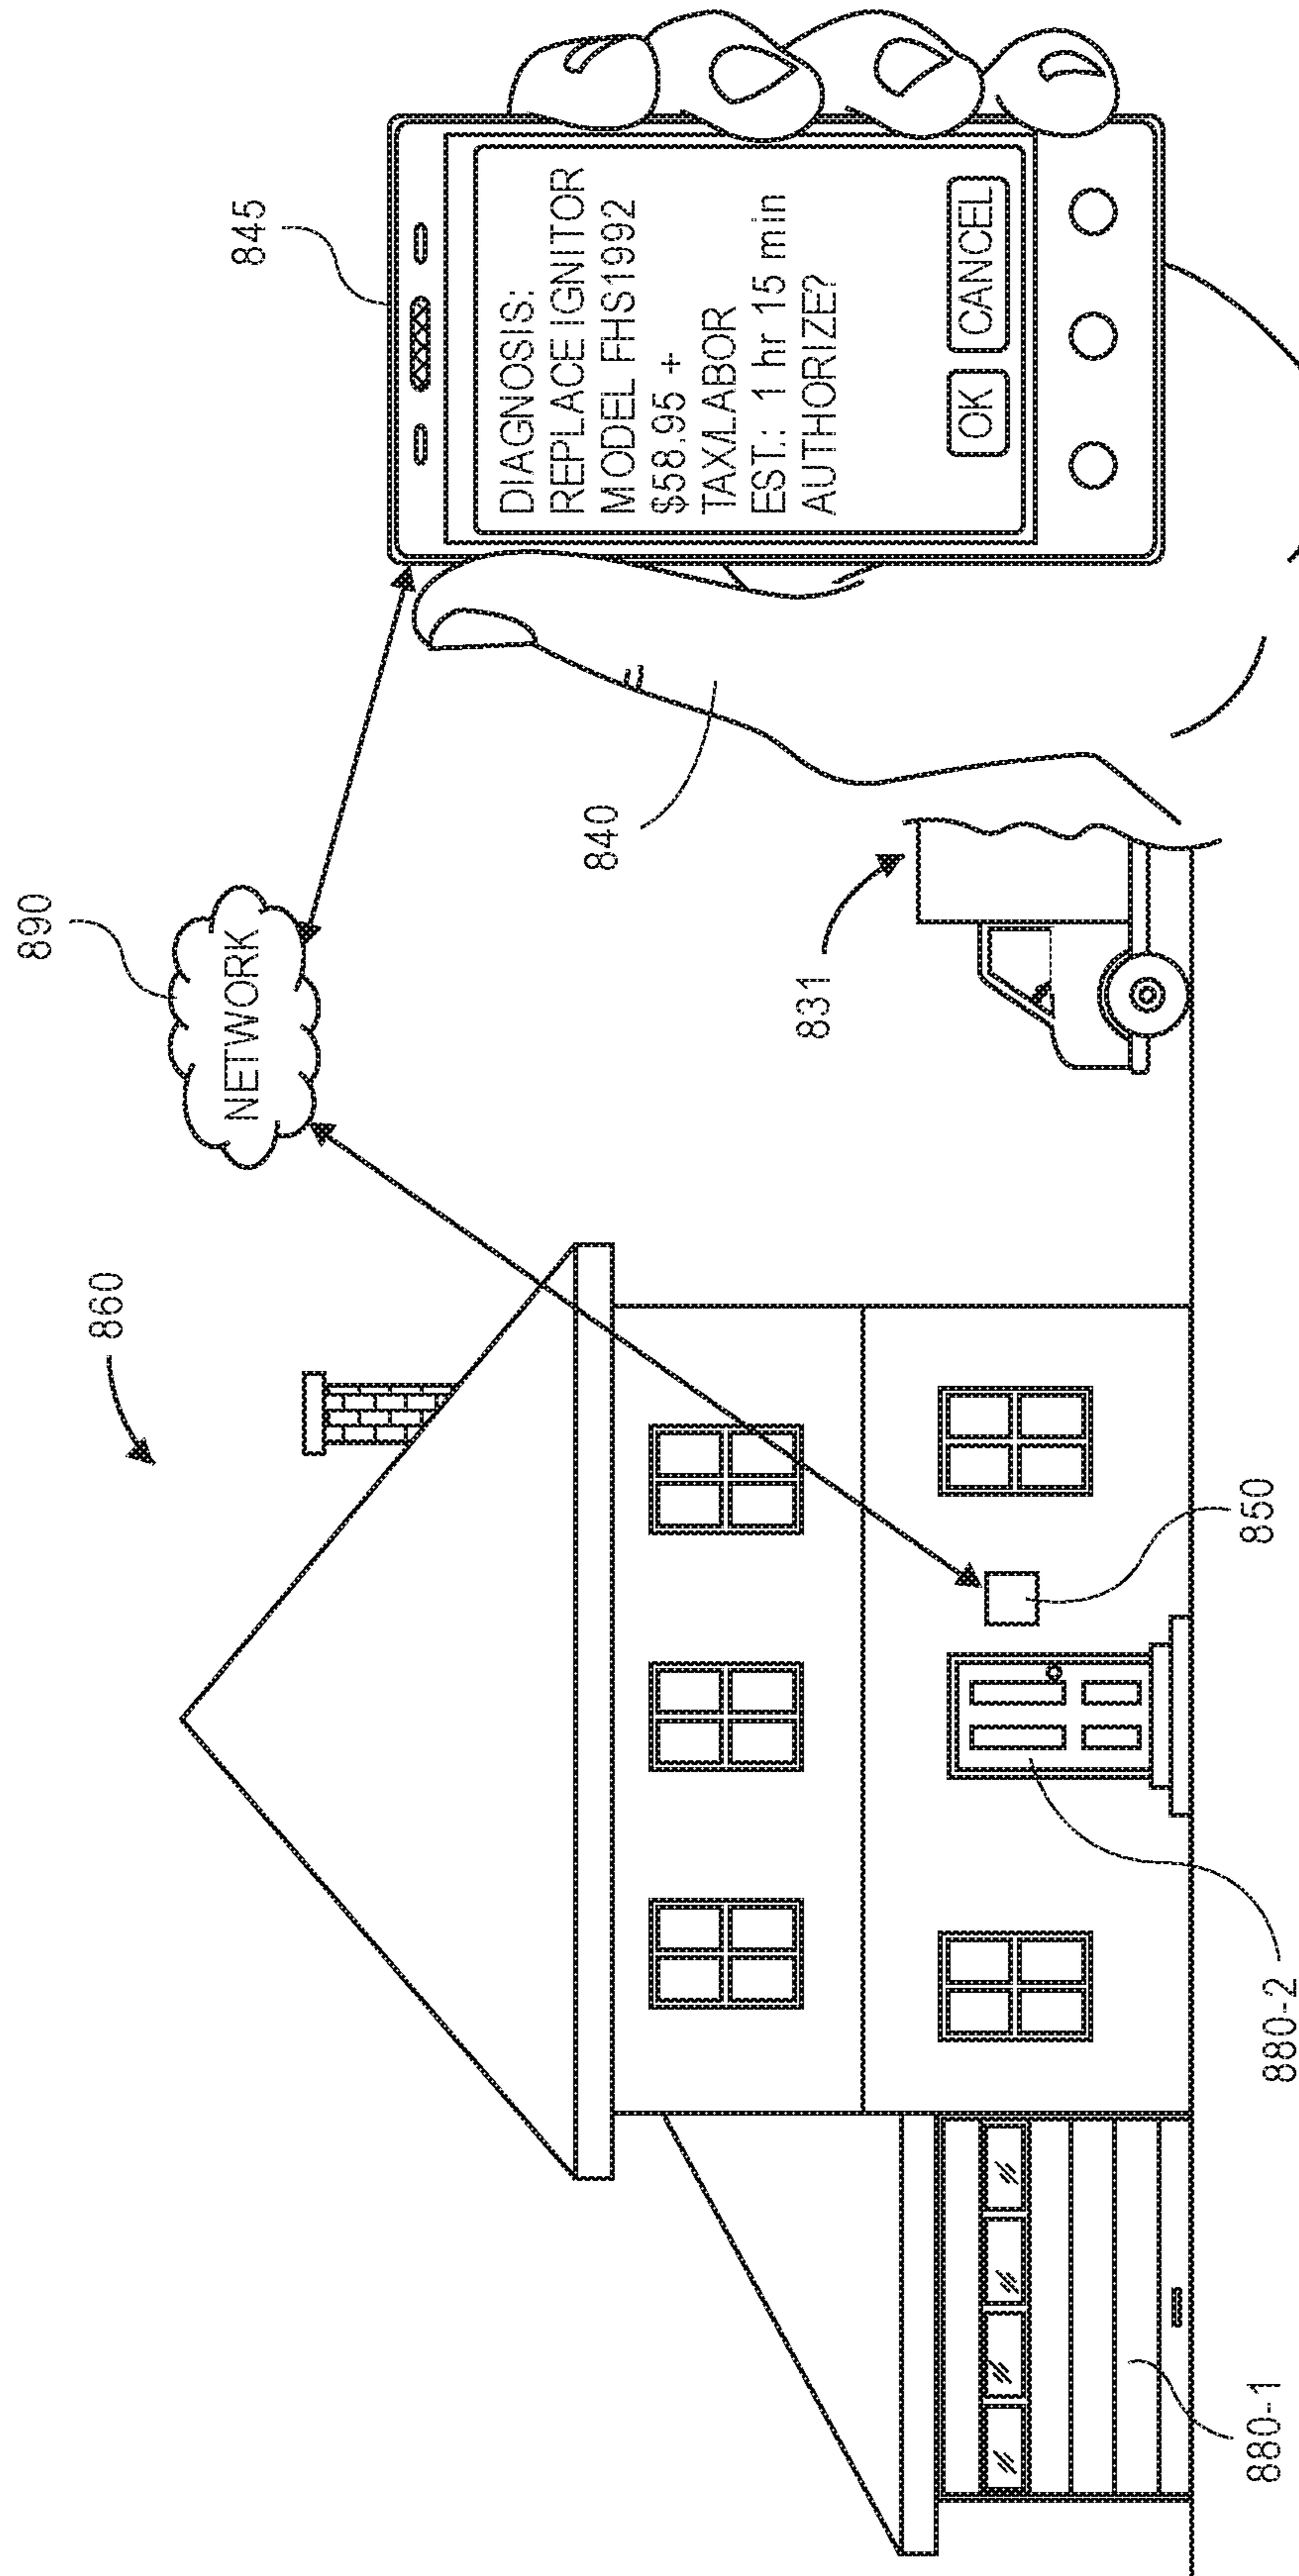 890
NETWORK
845
860
DIAGNOSIS:
REPLACE IGNITOR
MODEL FHS1992
$58.95 +
TAX/LABOR
EST.: 1 hr 15 min
AUTHORIZE?
OK
CANCEL
840
831
850
880-2
880-1